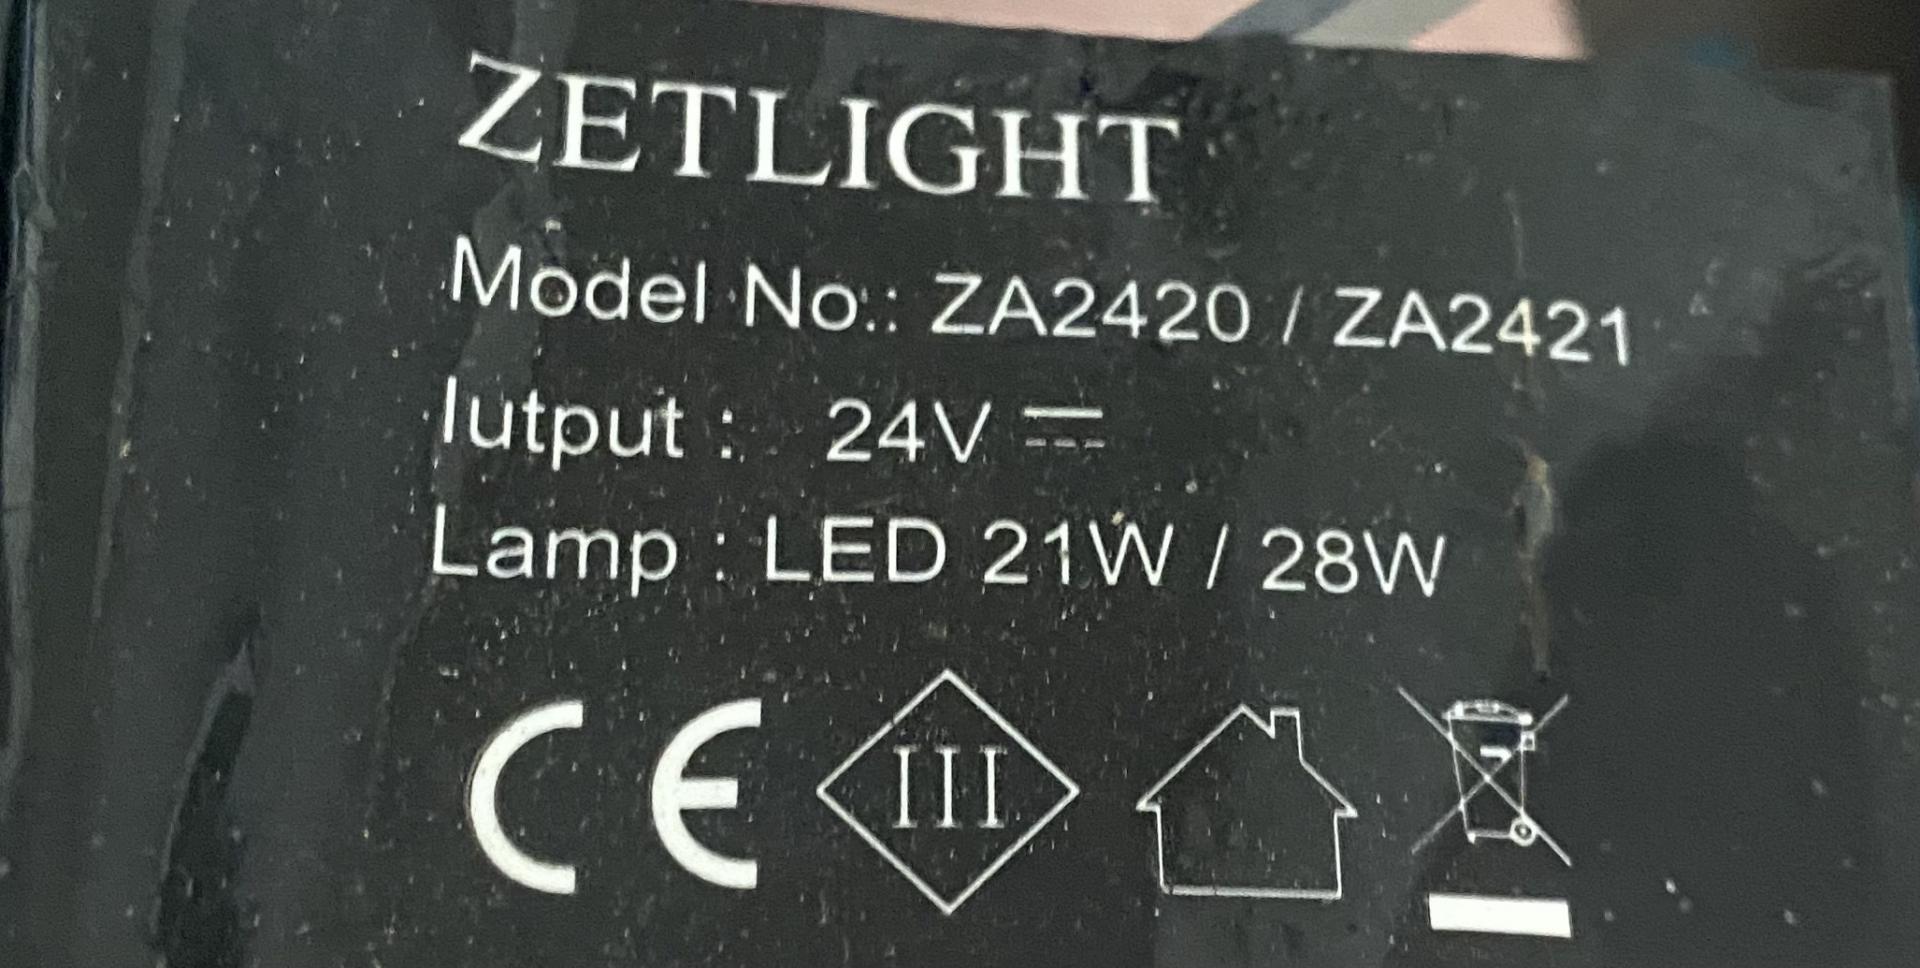 ZETLIGHT
Model No.: ZA2420 / ZA2421
Iutput : 24V
Lamp : LED 21W / 28W
CE III